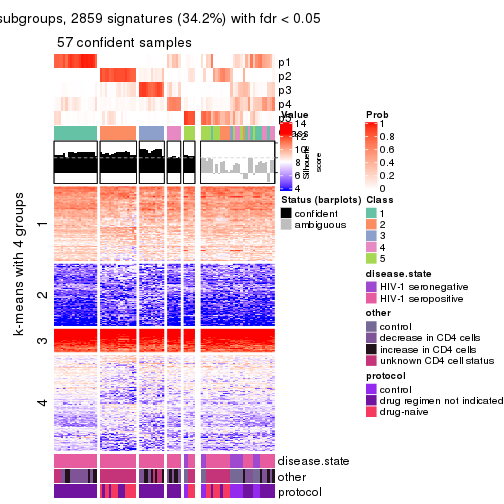 subgroups, 2859 signatures (34.2%) with fdr < 0.05
57 confident samples
p1
p2
p3
p4
p5
Class
k-means with 4 groups
1
2
3
4
Value
14
12
10
8
6
4
Silhouette
score
Prob
1
0.8
0.6
0.4
0.2
0
Status (barplots)
confident
ambiguous
Class
1
2
3
4
5
disease.state
HIV-1 seronegative
HIV-1 seropositive
other
control
decrease in CD4 cells
increase in CD4 cells
unknown CD4 cell status
protocol
control
drug regimen not indicated
drug-naive
disease.state
other
protocol